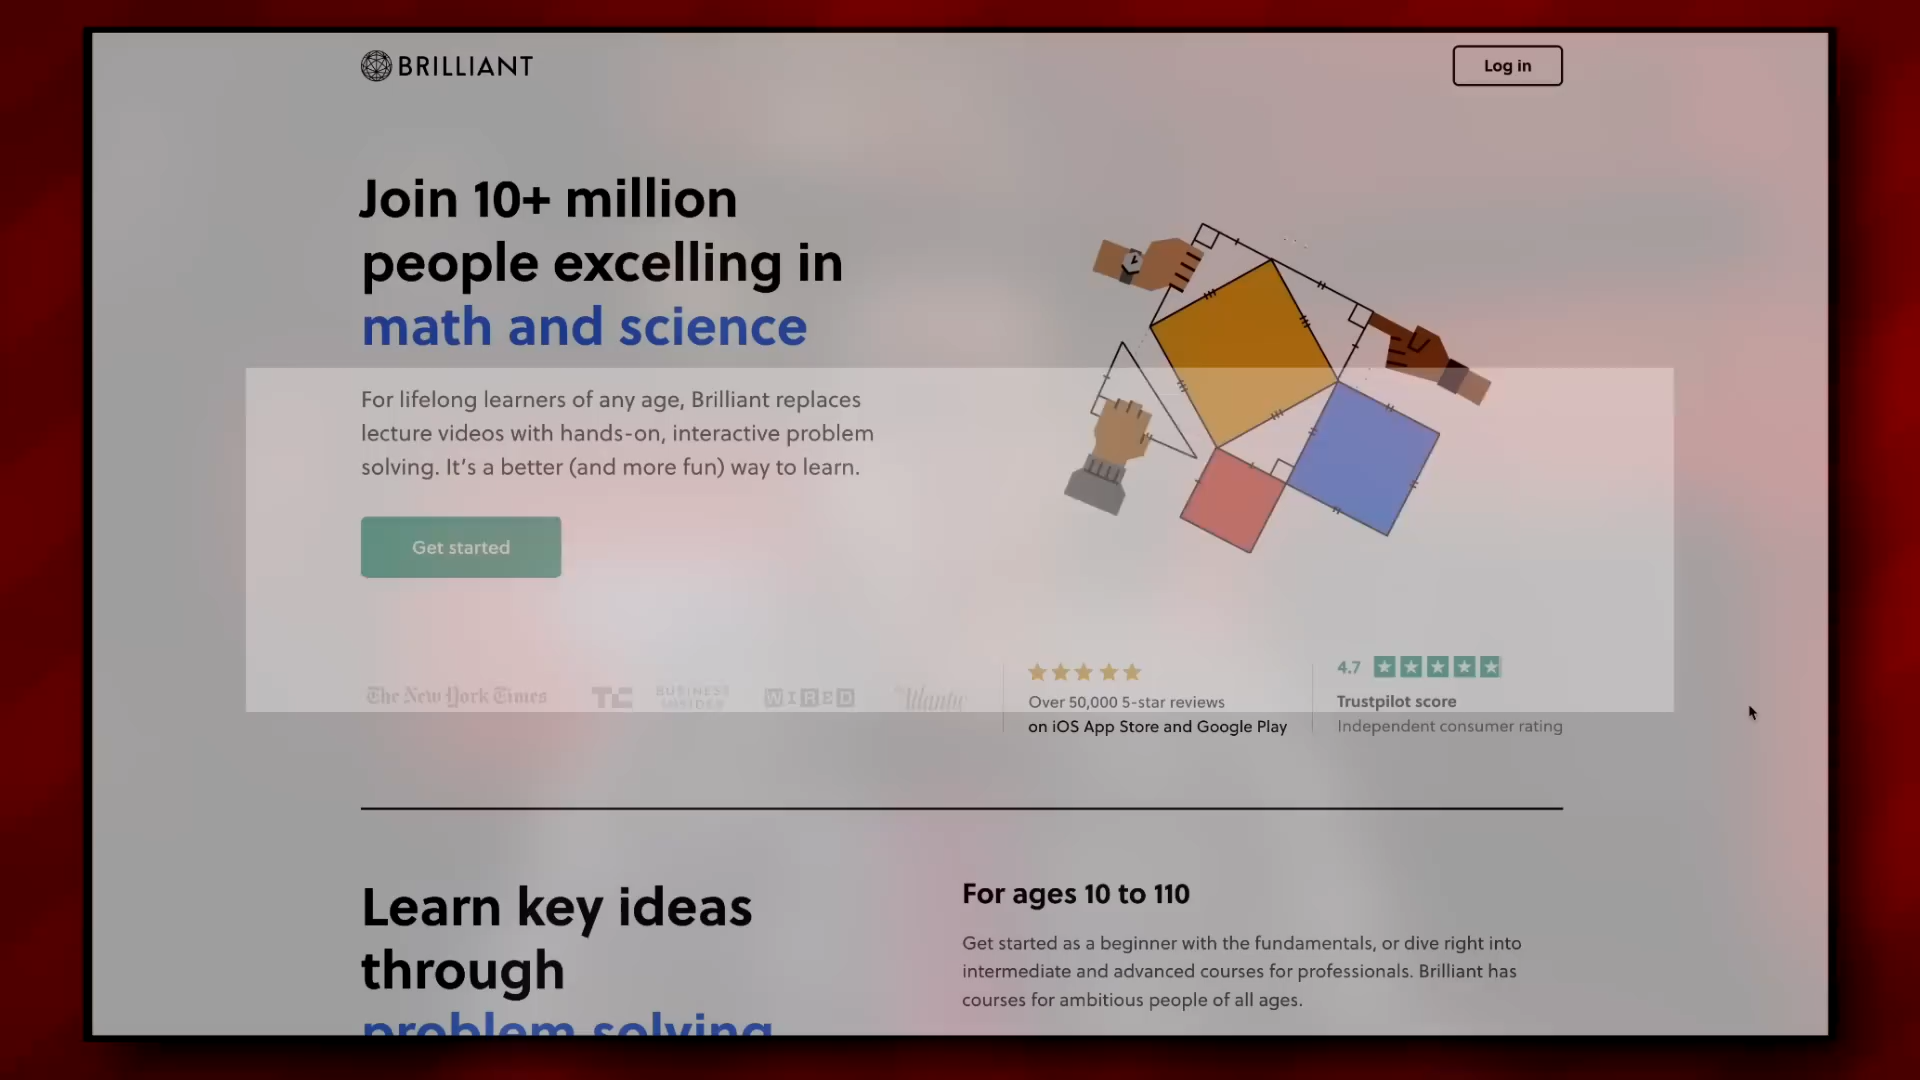 BRILLIANT
Log in
Join 10+ million
people excelling in
math and science
For lifelong learners of any age, Brilliant replaces
lecture videos with hands-on, interactive problem
solving. It's a better (and more fun) way to learn.
Get started
The New York Times
TC
BUSINESS
INSIDER
WIRED
The Atlantic
Over 50,000 5-star reviews
on iOS App Store and Google Play
4.7
Trustpilot score
Independent consumer rating
Learn key ideas
through
problem solving
For ages 10 to 110
Get started as a beginner with the fundamentals, or dive right into
intermediate and advanced courses for professionals. Brilliant has
courses for ambitious people of all ages.